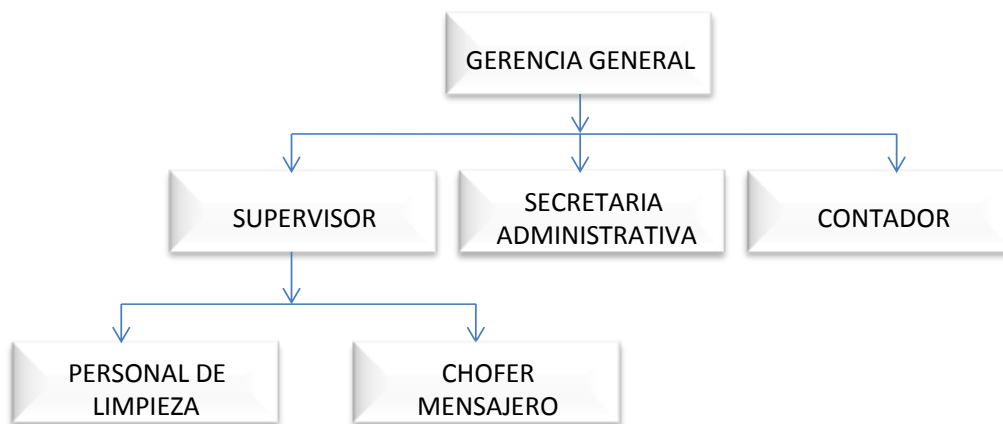 GERENCIA GENERAL
SUPERVISOR
SECRETARIA
ADMINISTRATIVA
CONTADOR
PERSONAL DE
LIMPIEZA
CHOFER
MENSAJERO